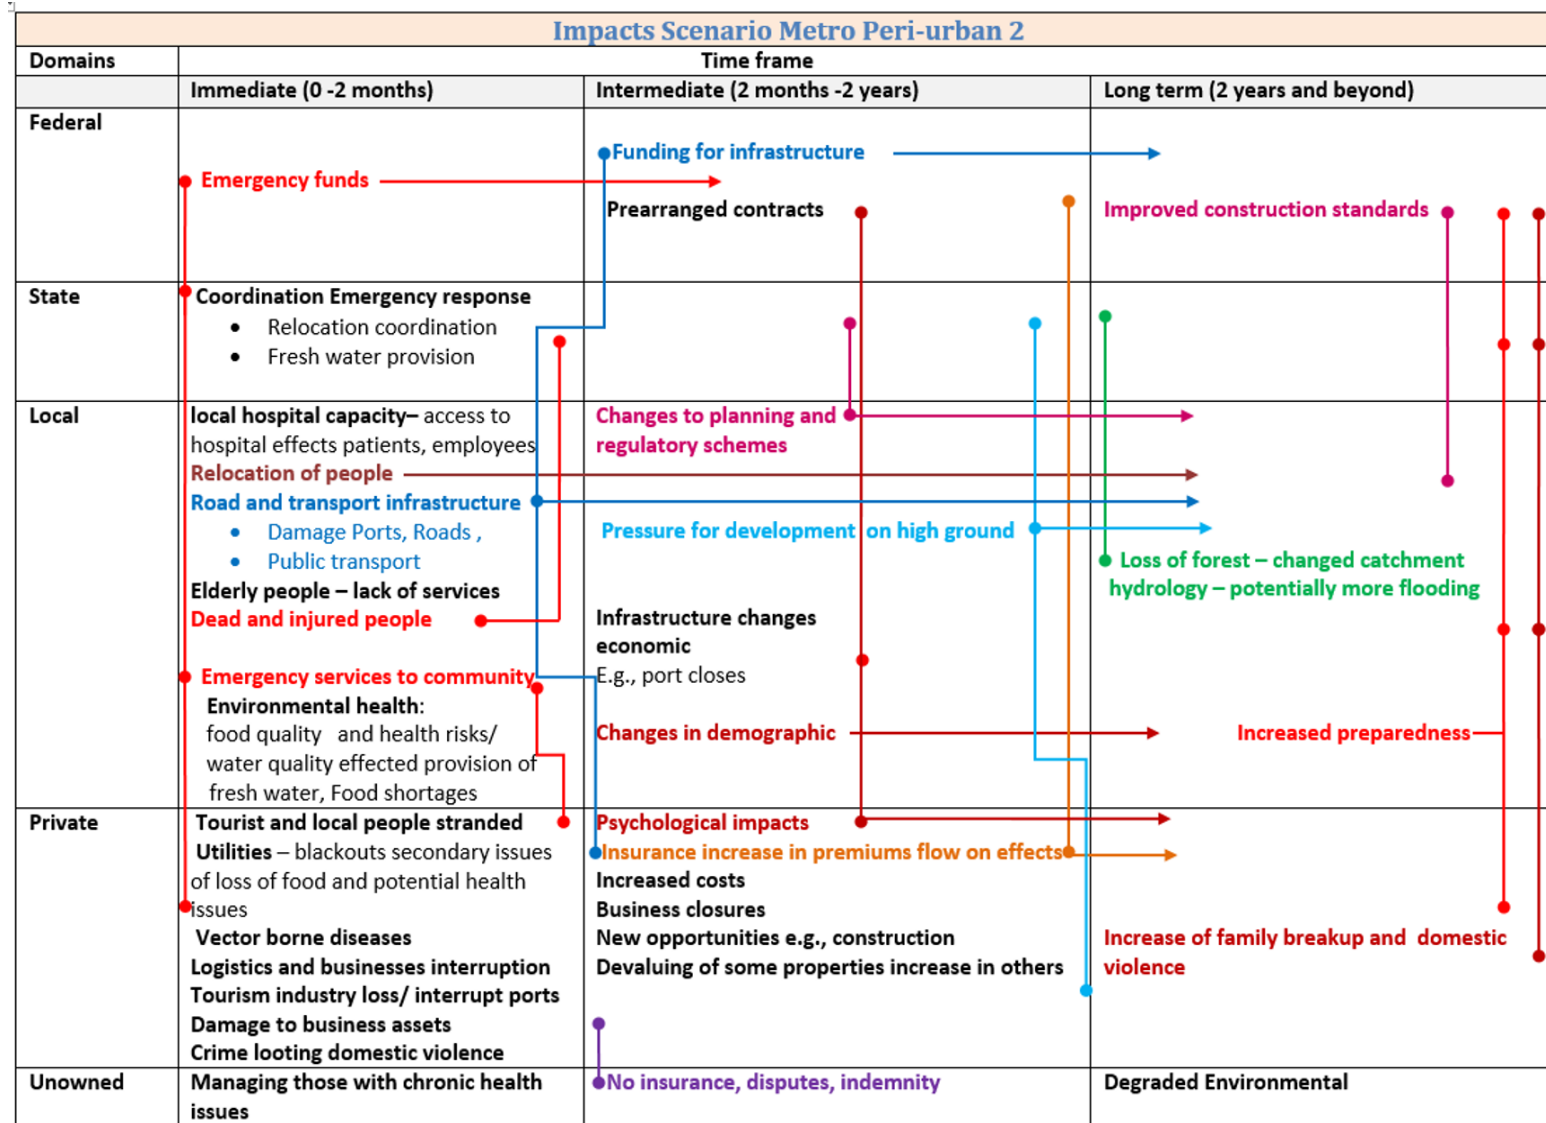 Impacts Scenario Metro Peri-urban 2
Domains
Time frame
Immediate (0 -2 months)
Intermediate (2 months -2 years)
Long term (2 years and beyond)
Federal
Funding for infrastructure
Emergency funds
Prearranged contracts
Improved construction standards
State
Coordination Emergency response
• Relocation coordination
• Fresh water provision
Local
local hospital capacity– access to
hospital effects patients, employees
Relocation of people
Road and transport infrastructure
• Damage Ports, Roads ,
• Public transport
Elderly people – lack of services
Dead and injured people
Emergency services to community
Environmental health:
food quality and health risks/
water quality effected provision of
fresh water, Food shortages
Changes to planning and
regulatory schemes
Pressure for development on high ground
Infrastructure changes
economic
E.g., port closes
Changes in demographic
Loss of forest – changed catchment
hydrology – potentially more flooding
Increased preparedness
Private
Tourist and local people stranded
Utilities – blackouts secondary issues
of loss of food and potential health
issues
Vector borne diseases
Logistics and businesses interruption
Tourism industry loss/ interrupt ports
Damage to business assets
Crime looting domestic violence
Psychological impacts
Insurance increase in premiums flow on effects
Increased costs
Business closures
New opportunities e.g., construction
Devaluing of some properties increase in others
Increase of family breakup and domestic
violence
Unowned
Managing those with chronic health
issues
No insurance, disputes, indemnity
Degraded Environmental